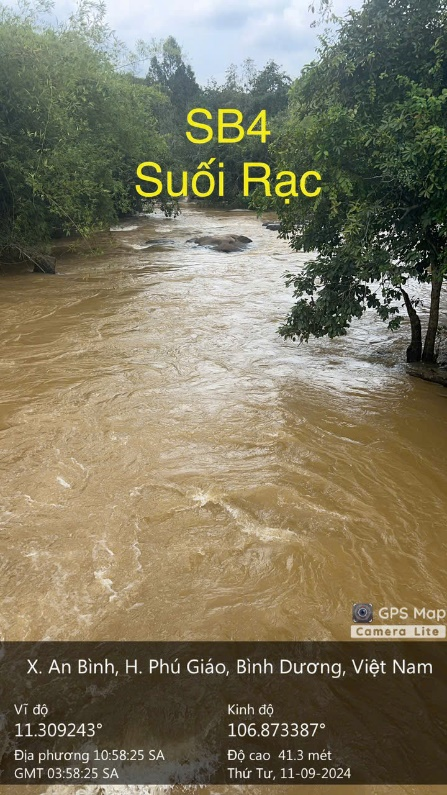 SB4
Suối Rạc
GPS Map
Camera Lite
X. An Bình, H. Phú Giáo, Bình Dương, Việt Nam
Vĩ độ
11.309243°
Địa phương 10:58:25 SA
GMT 03:58:25 SA
Kinh độ
106.873387°
Độ cao 41.3 mét
Thứ Tư, 11-09-2024